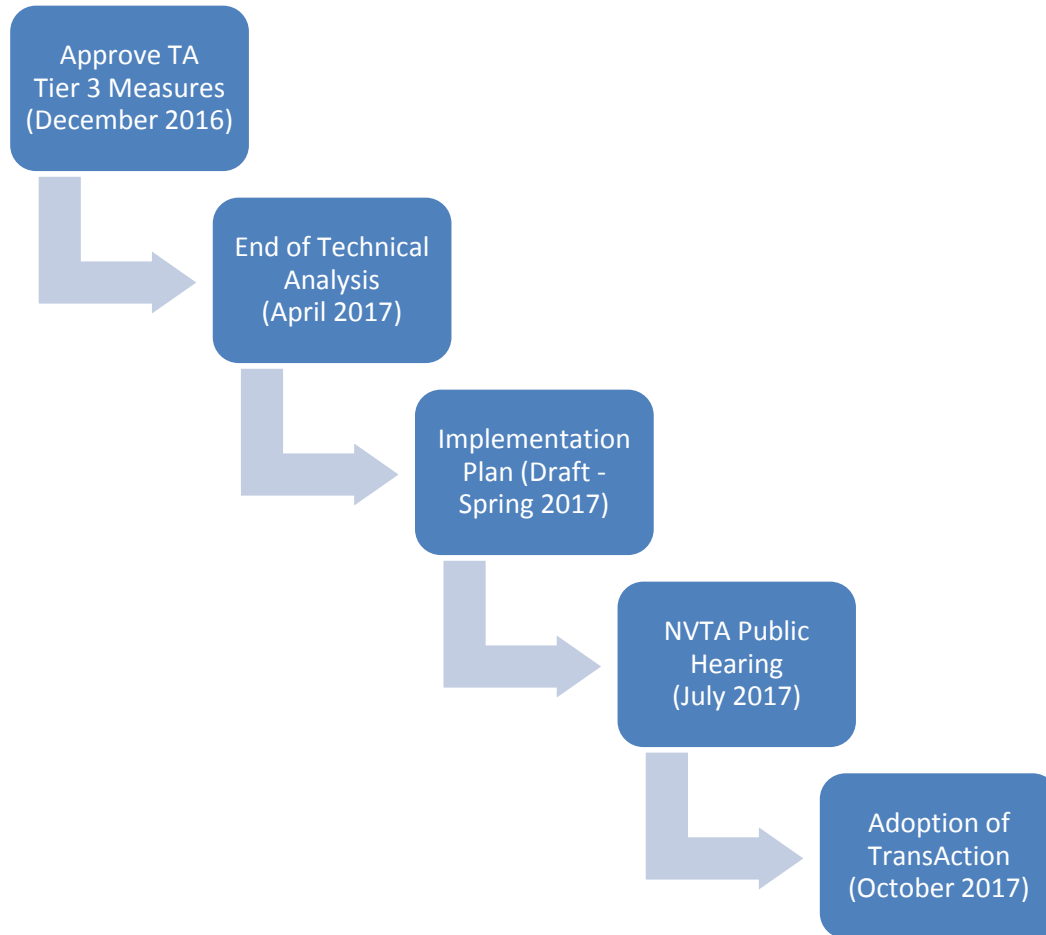 Approve TA
Tier 3 Measures
(December 2016)
End of Technical
Analysis
(April 2017)
Implementation
Plan (Draft -
Spring 2017)
NVTA Public
Hearing
(July 2017)
Adoption of
TransAction
(October 2017)